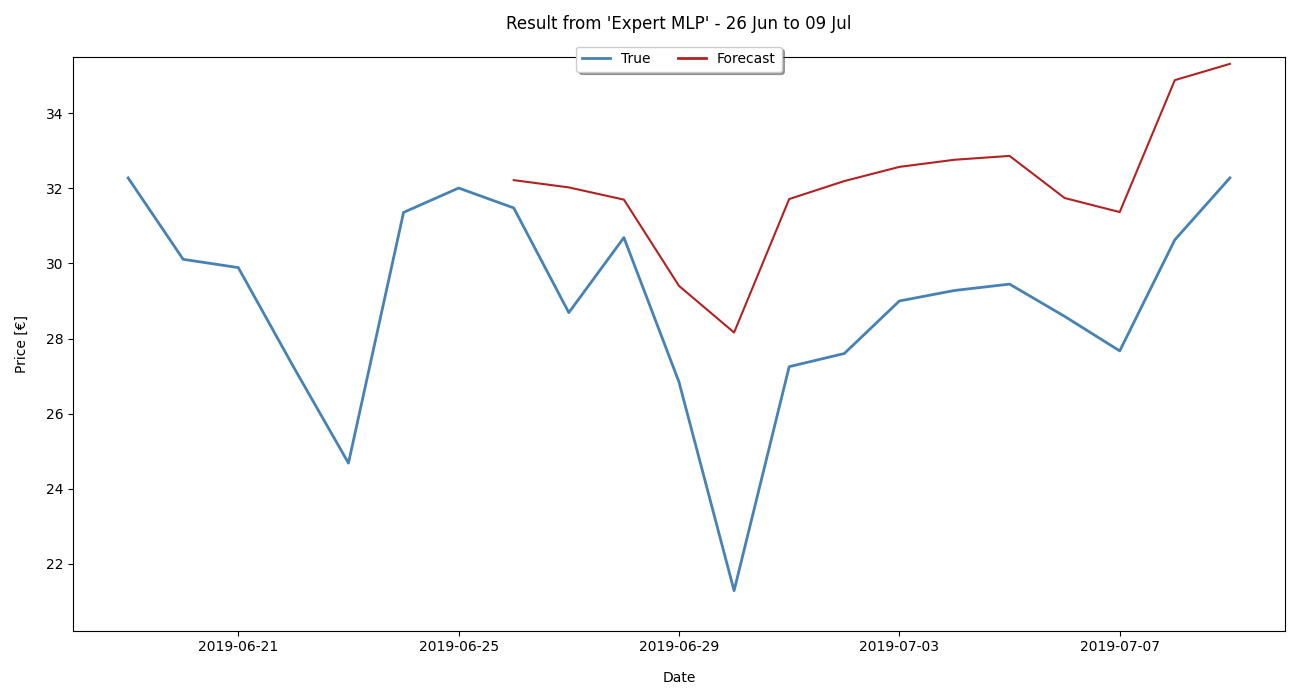 Result from 'Expert MLP' - 26 Jun to 09 Jul
True Forecast
34
32
30
28
26
24
22
Price [€]
2019-06-21 2019-06-25 2019-06-29 2019-07-03 2019-07-07
Date